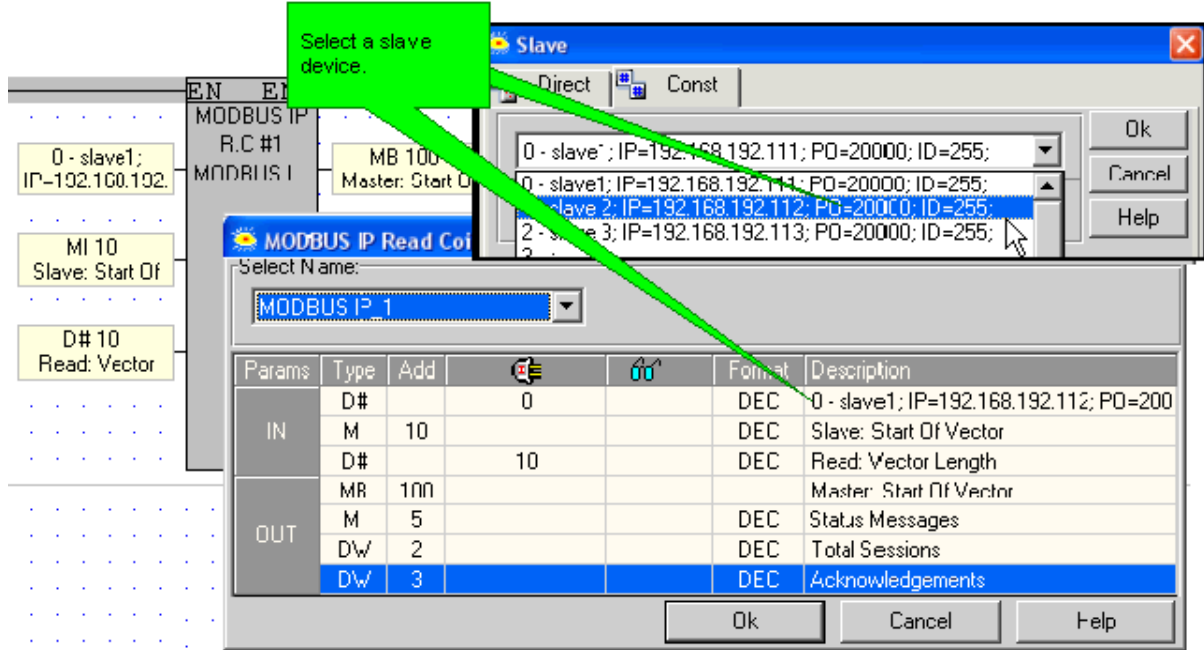 Select a slave
device.
Slave
Direct
Const
0 - slave1; IP=192.168.192.111; PO=20000; ID=255;
0 - slave1; IP=192.168.192.111; PO=20000; ID=255;
slave 2; IP=192.168.192.112; PO=20000; ID=255;
2 - slave 3; IP=192.168.192.113; PO=20000; ID=255;
Ok
Cancel
Help
EN
MODBUS IP
R.C #1
MODBUS I
0 - slave1;
IP=192.168.192.
MI 10
Slave: Start Of
D# 10
Read: Vector
MB 100
Master: Start O
MODBUS IP Read Coi
Select Name:
MODBUS IP_1
Params Type Add Format Description
IN
D# 0 DEC 0 - slave1; IP=192.168.192.112; PO=200
M 10 DEC Slave: Start Of Vector
D# 10 DEC Read: Vector Length
OUT
MB 100 Master: Start Of Vector
M 5 DEC Status Messages
DW 2 DEC Total Sessions
DW 3 DEC Acknowledgements
Ok
Cancel
Help